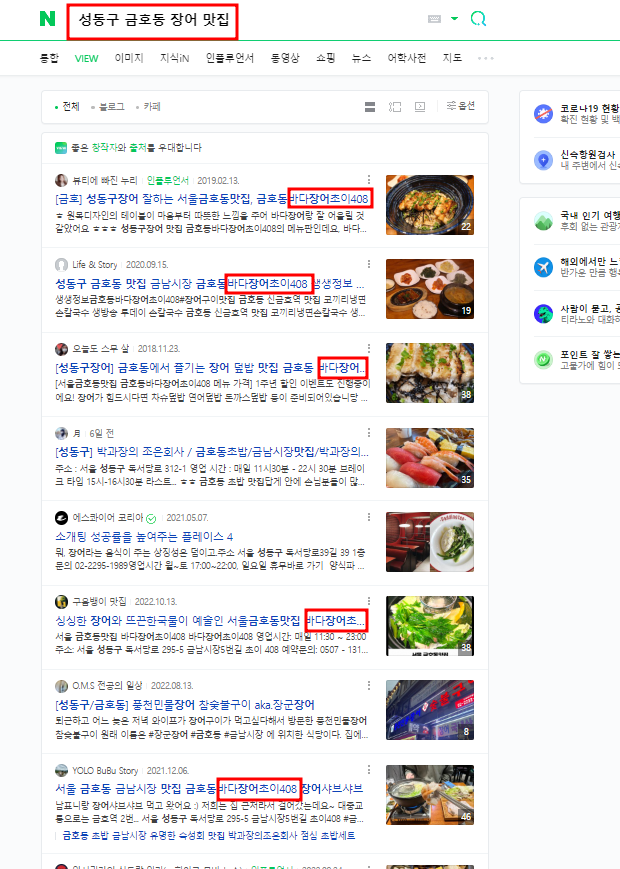 N 성동구 금호동 장어 맛집
통합 VIEW 이미지 지식iN 인플루언서 동영상 쇼핑 뉴스 어학사전 지도
전체 블로그 카페 옵션
VIEW 좋은 창작자와 출처를 우대합니다
뷰티에 빠진 누리 인플루언서 2019.02.13.
[금호] 성동구장어 잘하는 서울금호동맛집, 금호동바다장어초이408
ㅎ 원목디자인의 테이블이 마음부터 따뜻한 느낌을 주어 바다장어랑 잘 어울릴 것
같았어요 ㅎㅎㅎ 성동구장어 맛집 금호동바다장어초이408의 메뉴판인데요. 바다...
22
Life & Story 2020.09.15.
성동구 금호동 맛집 금남시장 금호동바다장어초이408 생생정보 ...
생생정보금호동바다장어초이408#장어구이맛집 금호동 신금호역 맛집 코끼리냉면
손칼국수 생방송 투데이 손칼국수 금호동 신금호역 맛집 코끼리냉면손칼국수 생...
19
오늘도 스무 살 2018.11.23.
[성동구장어] 금호동에서 즐기는 장어 덮밥 맛집 금호동 바다장어...
[서울금호동맛집 금호동바다장어초이408 메뉴 가격] 1주년 할인 이벤트도 진행중이
에요! 장어가 힘드시다면 차슈덮밥 연어덮밥 돈까스덮밥 등이 준비되어있습니당 ...
38
月 6일 전
[성동구] 박과장의 조은회사 / 금호동초밥/금남시장맛집/박과장의...
주소 : 서울 성동구 독서당로 312-1 영업 시간 : 매일 11시30분 - 22시 30분 브레이
크 타임 15시-16시30분 라스트... ㅎㅎ 금호동 초밥 맛집답게 안에 손님분들이 많...
35
에스콰이어 코리아 2021.05.07.
소개팅 성공률을 높여주는 플레이스 4
뭐, 장어라는 음식이 주는 상징성은 덤이고.주소 서울 성동구 독서당로39길 39 1층
문의 02-2295-1989영업시간 월~토 17:00~22:00, 일요일 휴무바로 가기 양식파 ...
구움뱅이 맛집 2022.10.13.
싱싱한 장어와 뜨끈한국물이 예술인 서울금호동맛집 바다장어초...
서울 금호동맛집 바다장어초이408 바다장어초이408 영업시간: 매일 11:30 ~ 23:00
주소: 서울 성동구 독서당로 295-5 금남시장5번길 초이 408 예약문의: 0507 - 131...
38
O.M.S 전공의 일상 2022.08.13.
[성동구/금호동] 풍천민물장어 참숯불구이 aka.장군장어
퇴근하고 어느 늦은 저녁 와이프가 장어구이가 먹고싶다해서 방문한 풍천민물장어
참숯불구이 원래 이름은 #장군장어 #금호동 #금남시장 에 위치한 식당이다. 집에...
8
YOLO BuBu Story 2021.12.06.
서울 금호동 금남시장 맛집 금호동바다장어초이408 장어샤브샤브
남프니랑 장어샤브샤브 먹고 왔어요 :) 저희는 집 근처라서 걸어갔는데요~ 대중교
통으로는 금호역 2번.. 서울 성동구 독서당로 295-5 금남시장5번길 초이408 #금...
금호동 초밥 금남시장 유명한 숙성회 맛집 박과장의조은회사 점심 초밥세트
46
코로나19 현황
확진 현황 및 백
신속항원검사
내 주변에서 신속
국내 인기 여행
후회 없는 관광지
해외에서만 느
반가운 만큼 행복
사람이 묻고, 공
티라노와 대화하
포인트 잘 쌓는
고물가에 힘이 되